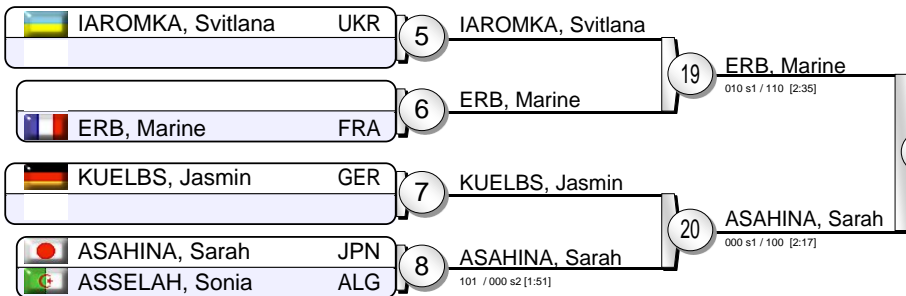 IAROMKA, Svitlana UKR
5
IAROMKA, Svitlana
19
ERB, Marine
010 s1 / 110 [2:35]
6
ERB, Marine
ERB, Marine FRA
KUELBS, Jasmin GER
7
KUELBS, Jasmin
20
ASAHINA, Sarah
000 s1 / 100 [2:17]
ASAHINA, Sarah JPN
8
ASAHINA, Sarah
101 / 000 s2 [1:51]
ASSELAH, Sonia ALG